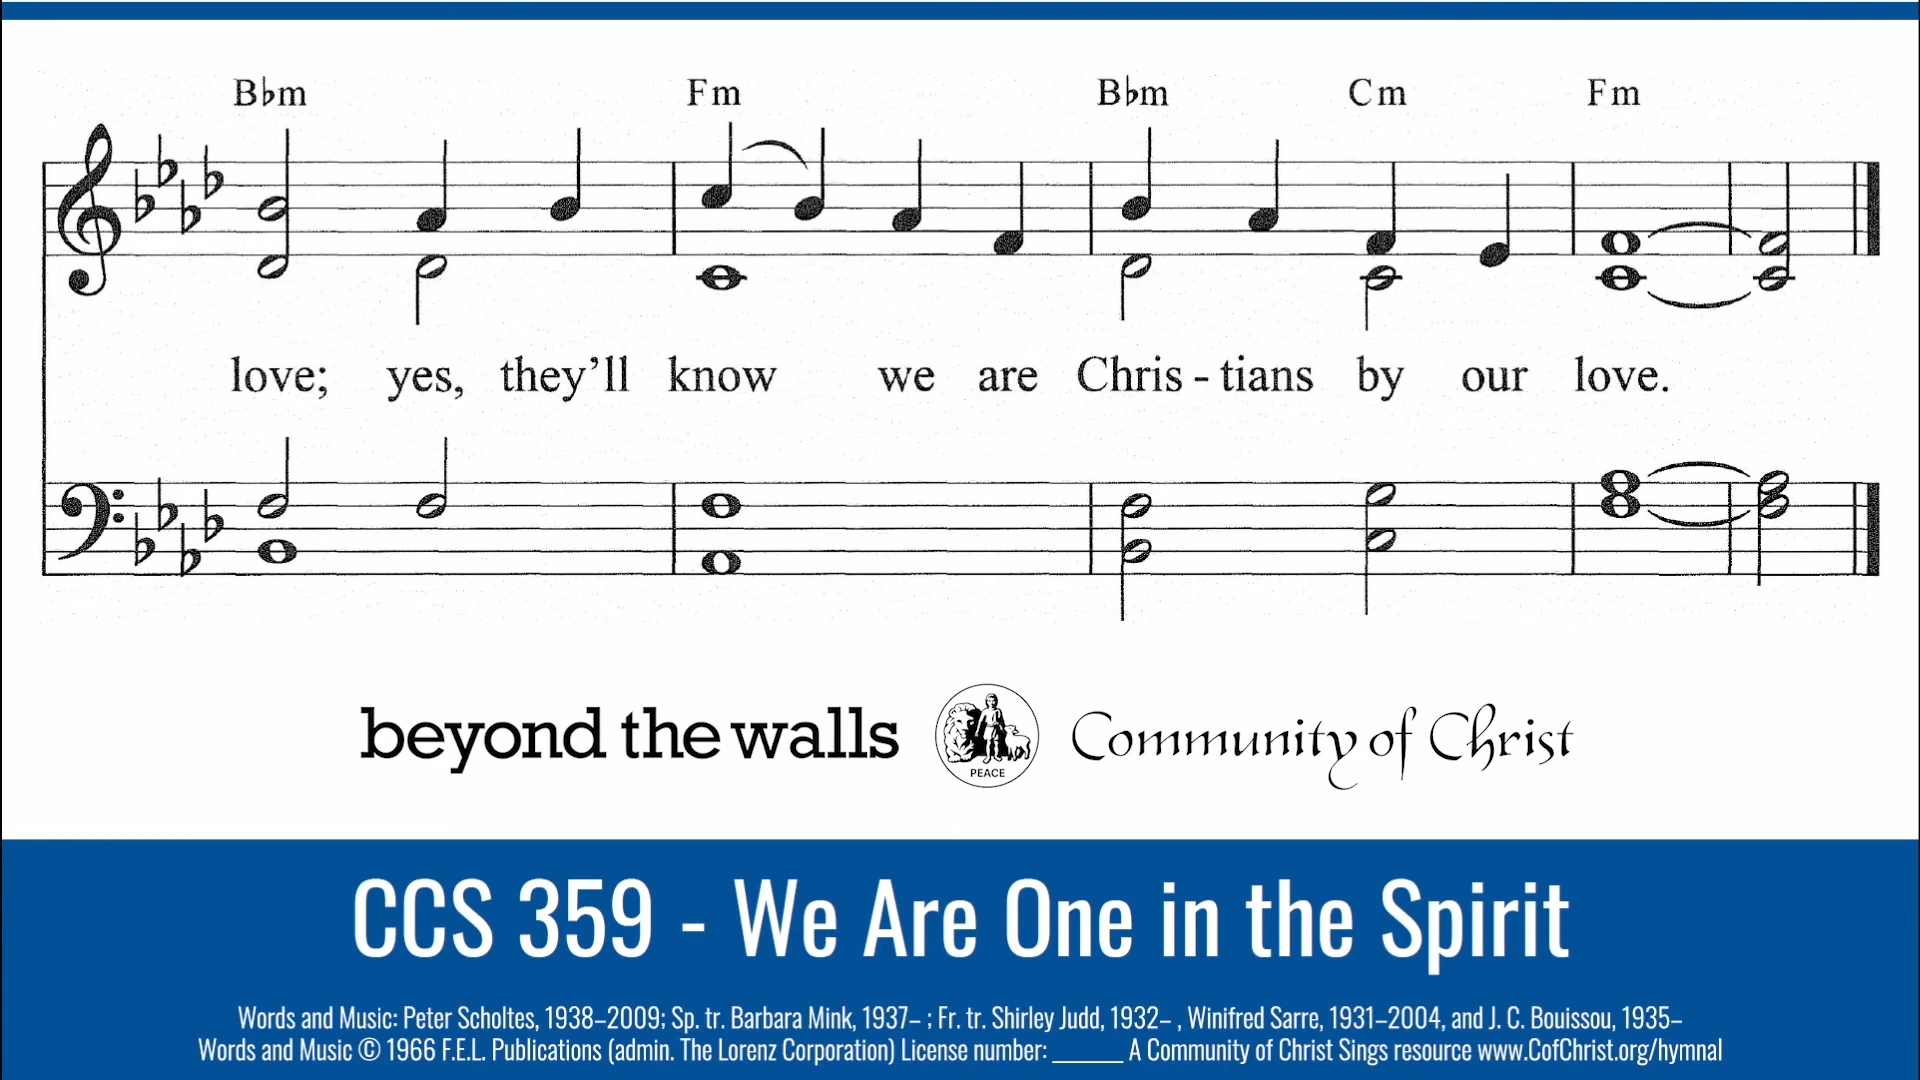 B♭m Fm B♭m Cm Fm
love; yes, they’ll know we are Chris - tians by our love.
beyond the walls PEACE Community of Christ
CCS 359 - We Are One in the Spirit
Words and Music: Peter Scholtes, 1938–2009; Sp. tr. Barbara Mink, 1937– ; Fr. tr. Shirley Judd, 1932– , Winifred Sarre, 1931–2004, and J. C. Bouissou, 1935–
Words and Music © 1966 F.E.L. Publications (admin. The Lorenz Corporation) License number: ______ A Community of Christ Sings resource www.CofChrist.org/hymnal